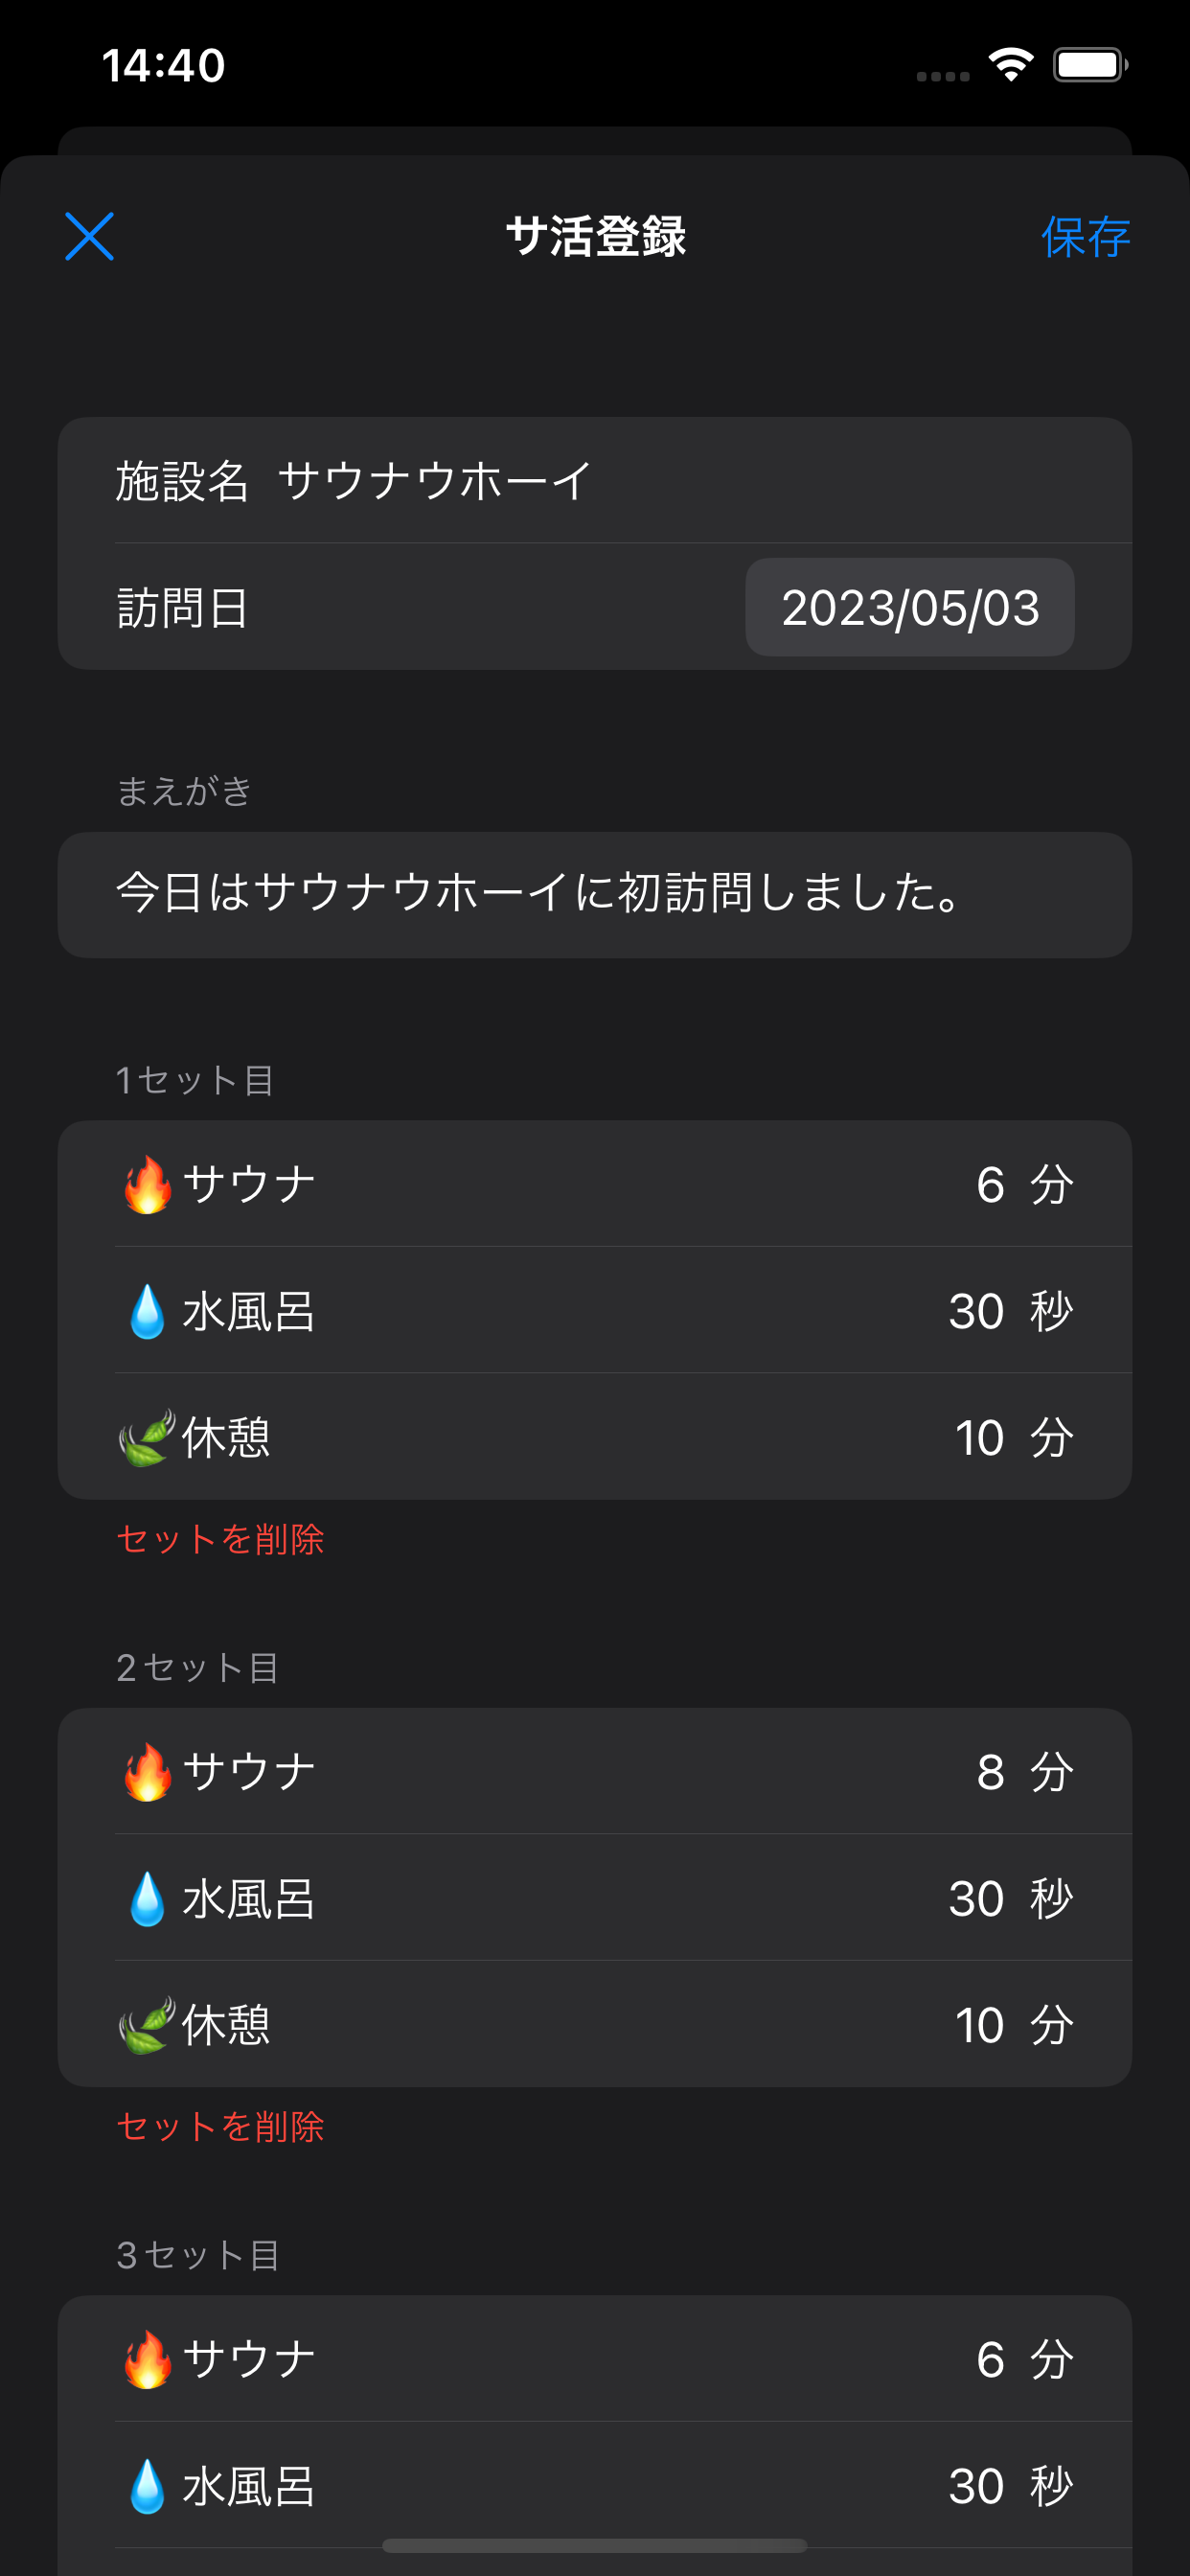 14:40
サ活登録
保存
施設名 サウナウホーイ
訪問日 2023/05/03
まえがき
今日はサウナウホーイに初訪問しました。
1セット目
🔥サウナ 6 分
💧水風呂 30 秒
🍃休憩 10 分
セットを削除
2セット目
🔥サウナ 8 分
💧水風呂 30 秒
🍃休憩 10 分
セットを削除
3セット目
🔥サウナ 6 分
💧水風呂 30 秒